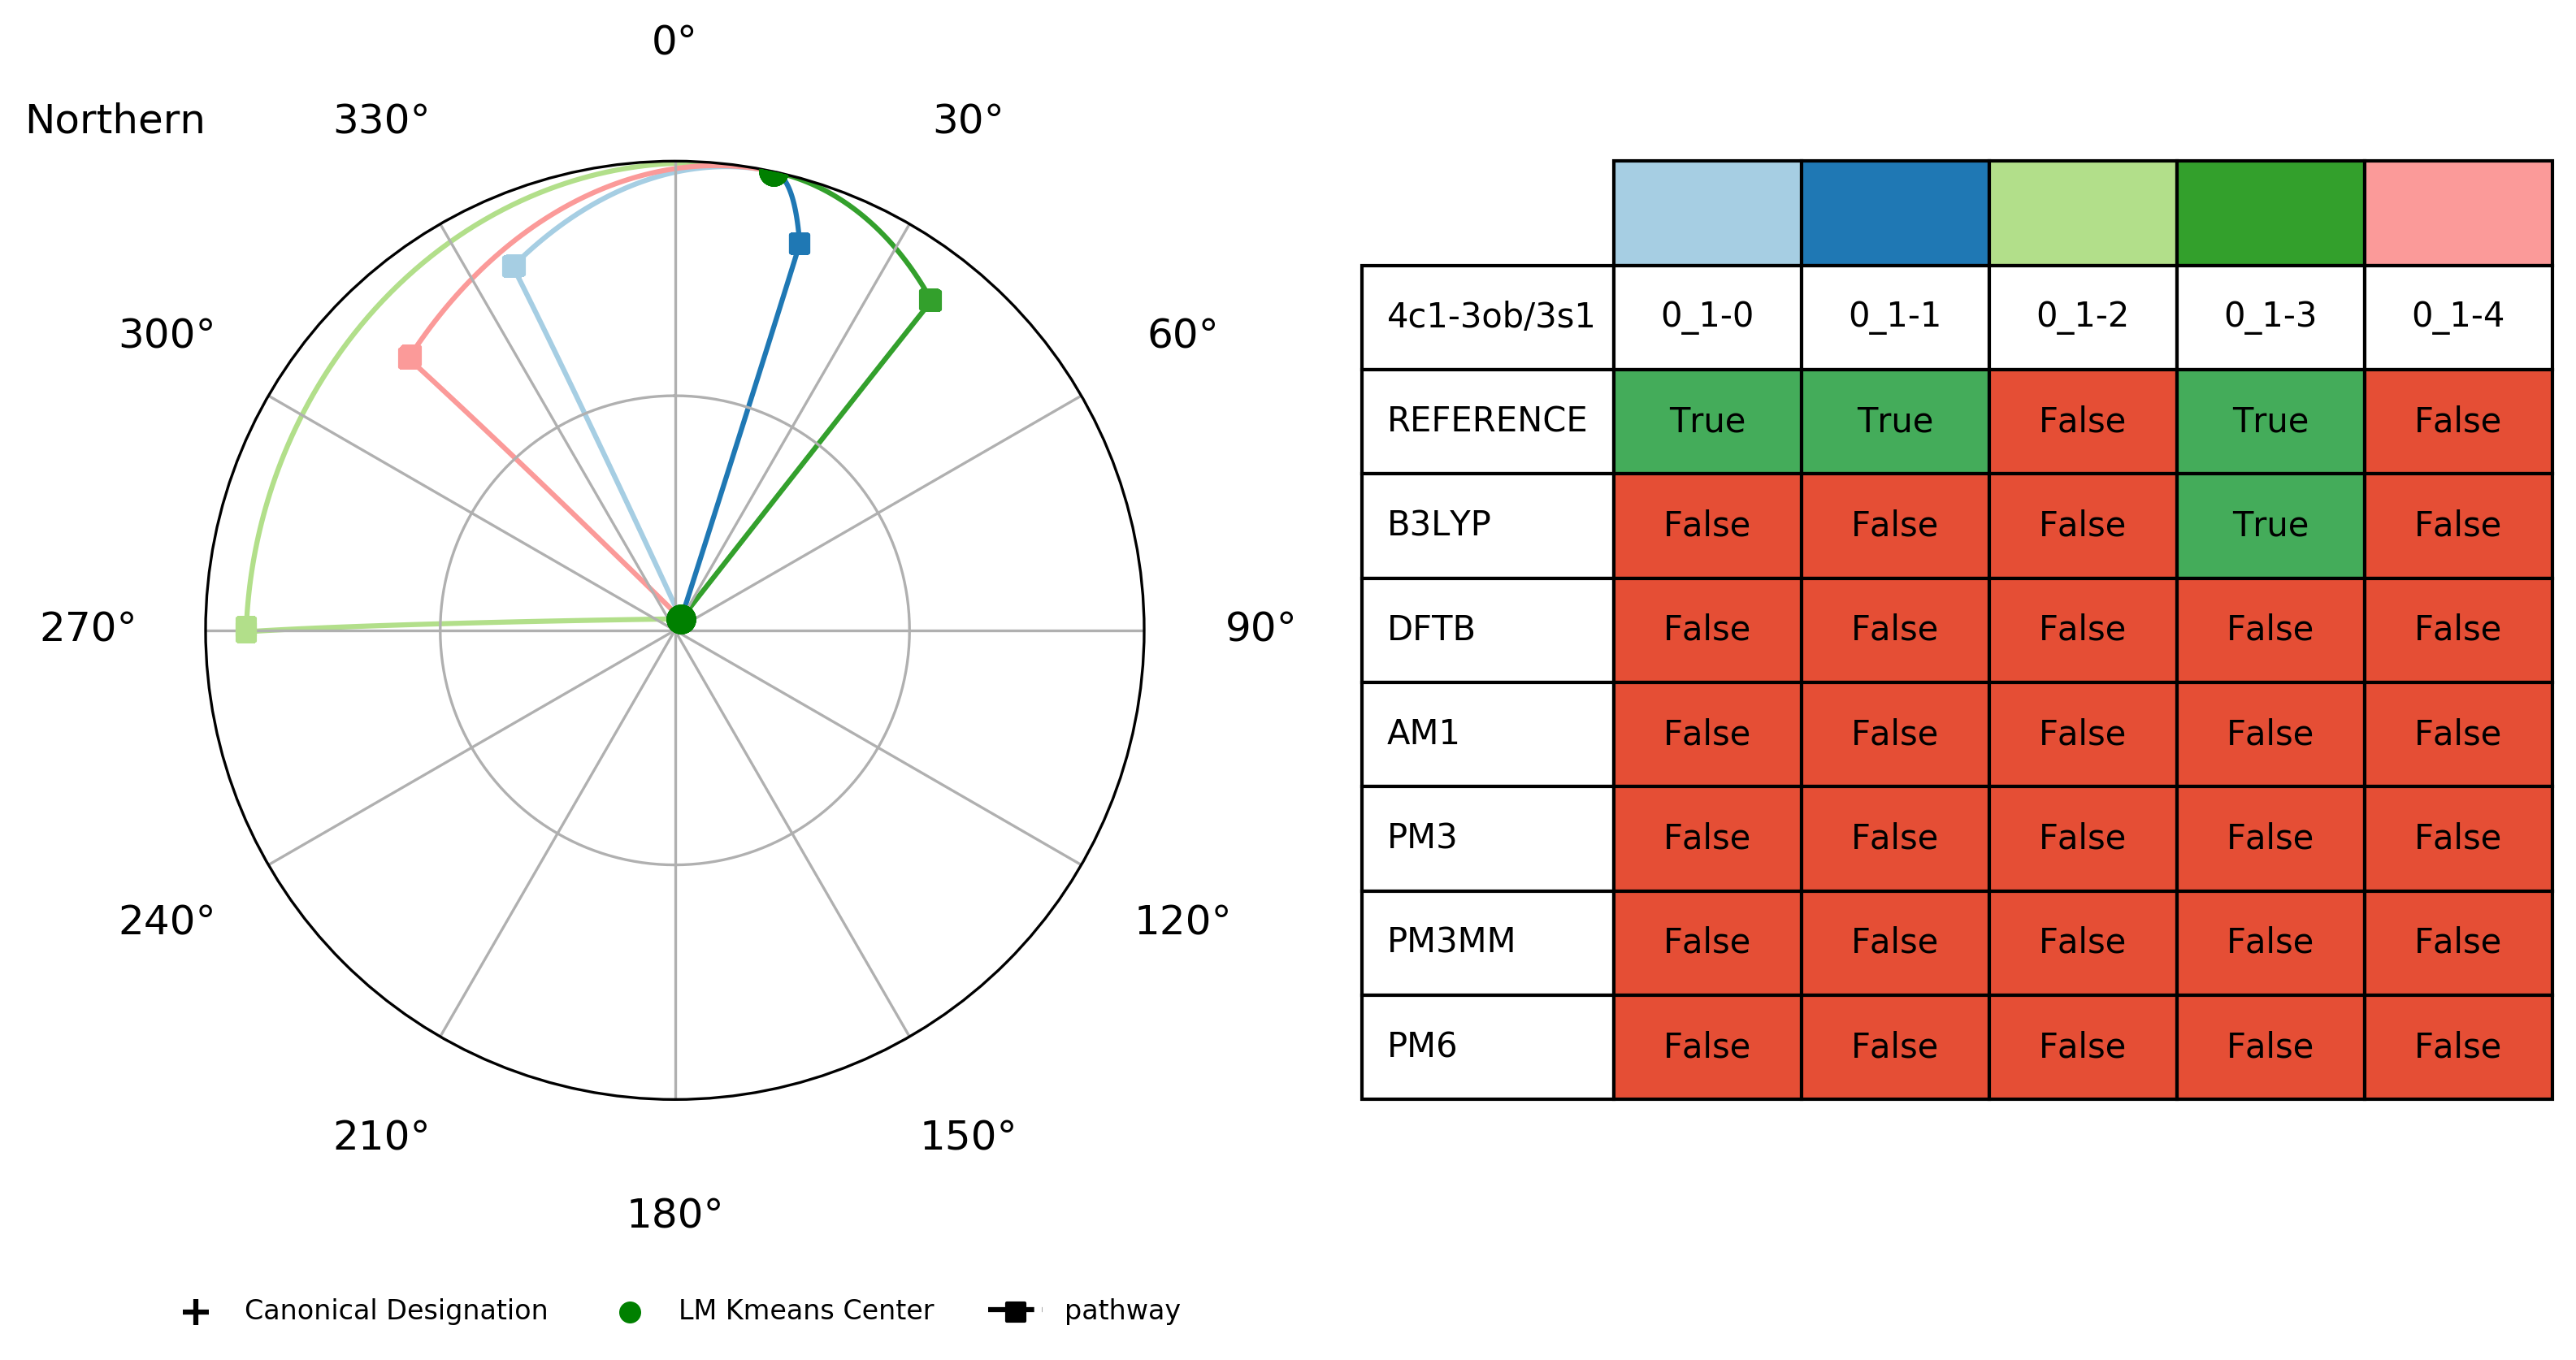 0°
Northern 330° 30°
300° 60°
270° 90°
240° 120°
210° 150°
180°
+ Canonical Designation LM Kmeans Center pathway
4c1-3ob/3s1 0_1-0 0_1-1 0_1-2 0_1-3 0_1-4
REFERENCE True True False True False
B3LYP False False False True False
DFTB False False False False False
AM1 False False False False False
PM3 False False False False False
PM3MM False False False False False
PM6 False False False False False